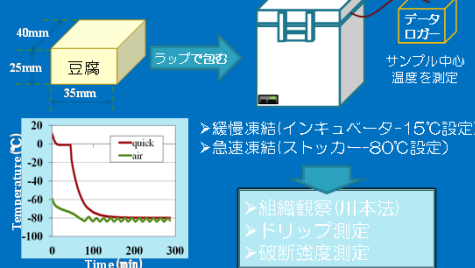 40mm
25mm
豆腐
35mm
ラップで包む
データ
ロガー
サンプル中心
温度を測定
➢緩慢凍結(インキュベータ-15℃設定)
➢急速凍結(ストッカー-80℃設定)
Temperature(℃)
20
0
-20
-40
-60
-80
-100
quick
air
0
100
200
300
Time(min)
➢組織観察(川本法)
➢ドリップ測定
➢破断強度測定